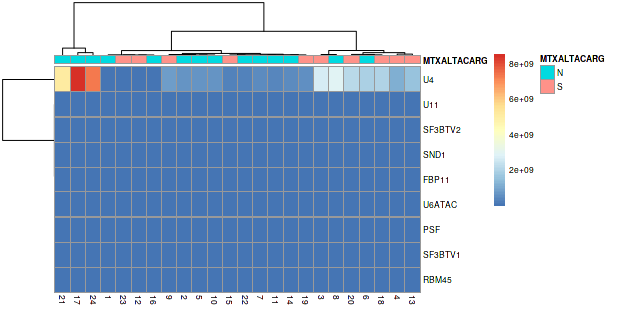 MTXALTACARG
U4
U11
SF3BTV2
SND1
FBP11
U6ATAC
PSF
SF3BTV1
RBM45
21 17 24 1 23 12 16 9 2 5 10 15 22 7 11 14 19 3 8 20 6 18 4 13
8e+09
6e+09
4e+09
2e+09
MTXALTACARG
N
S